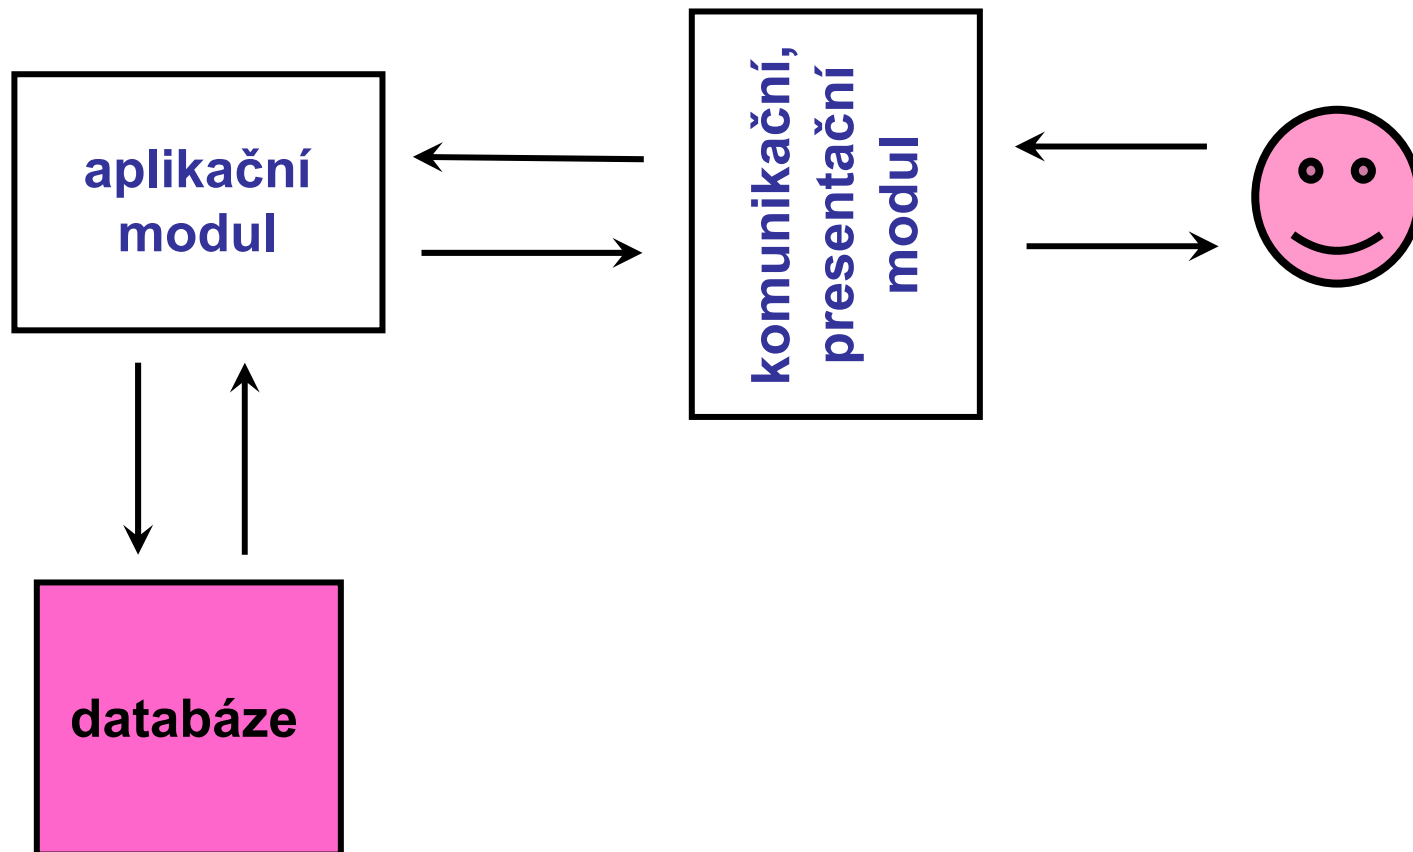 aplikační
modul
komunikační,
presentační
modul
databáze